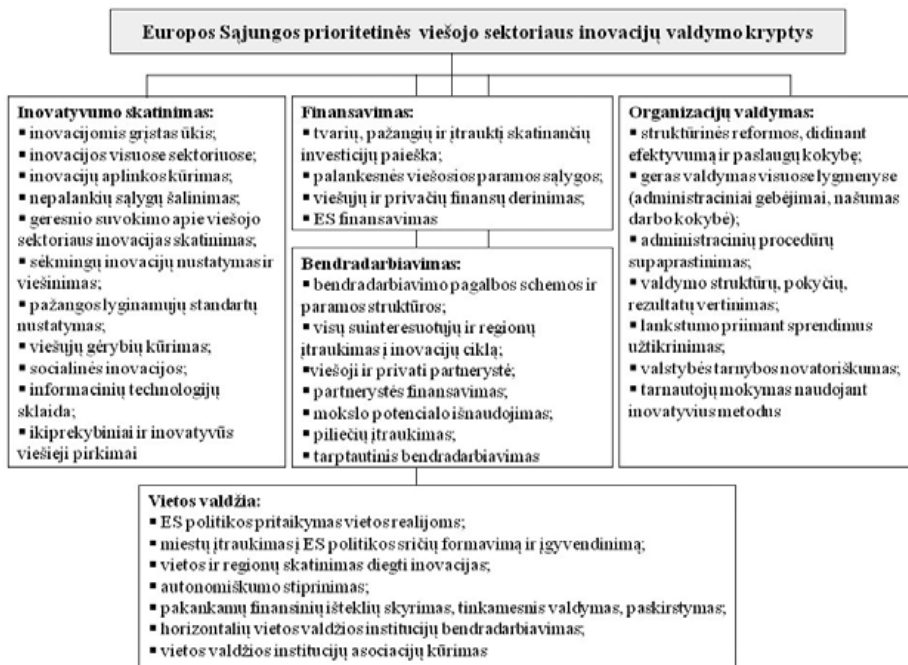 Europos Sąjungos prioritetinės viešojo sektoriaus inovacijų valdymo kryptys
Inovatyvumo skatinimas:
▪ inovacijomis grįstas ūkis;
▪ inovacijos visuose sektoriuose;
▪ inovacijų aplinkos kūrimas;
▪ nepalankių sąlygų šalinimas;
▪ geresnio suvokimo apie viešojo
sektoriaus inovacijas skatinimas;
▪ sėkmingų inovacijų nustatymas ir
viešinimas;
▪ pažangos lyginamųjų standartų
nustatymas;
▪ viešųjų gėrybių kūrimas;
▪ socialinės inovacijos;
▪ informacinių technologijų
sklaida;
▪ ikiprekybiniai ir inovatyvūs
viešieji pirkimai
Finansavimas:
▪ tvarių, pažangių ir įtrauktį skatinančių
investicijų paieška;
▪ palankesnės viešosios paramos sąlygos;
▪ viešųjų ir privačių finansų derinimas;
▪ ES finansavimas
Bendradarbiavimas:
▪ bendradarbiavimo pagalbos schemos ir
paramos struktūros;
▪ visų suinteresuotųjų ir regionų
įtraukimas į inovacijų ciklą;
▪viešoji ir privati partnerystė;
▪ partnerystės finansavimas;
▪ mokslo potencialo išnaudojimas;
▪ piliečių įtraukimas;
▪ tarptautinis bendradarbiavimas
Organizacijų valdymas:
▪ struktūrinės reformos, didinant
efektyvumą ir paslaugų kokybę;
▪ geras valdymas visuose lygmenyse
(administraciniai gebėjimai, našumas
darbo kokybė);
▪ administracinių procedūrų
supaprastinimas;
▪ valdymo struktūrų, pokyčių,
rezultatų vertinimas;
▪ lankstumo priimant sprendimus
užtikrinimas;
▪ valstybės tarnybos novatoriškumas;
▪ tarnautojų mokymas naudojant
inovatyvius metodus
Vietos valdžia:
▪ ES politikos pritaikymas vietos realijoms;
▪ miestų įtraukimas į ES politikos sričių formavimą ir įgyvendinimą;
▪ vietos ir regionų skatinimas diegti inovacijas;
▪ autonomiškumo stiprinimas;
▪ pakankamų finansinių išteklių skyrimas, tinkamesnis valdymas, paskirstymas;
▪ horizontalių vietos valdžios institucijų bendradarbiavimas;
▪ vietos valdžios institucijų asociacijų kūrimas